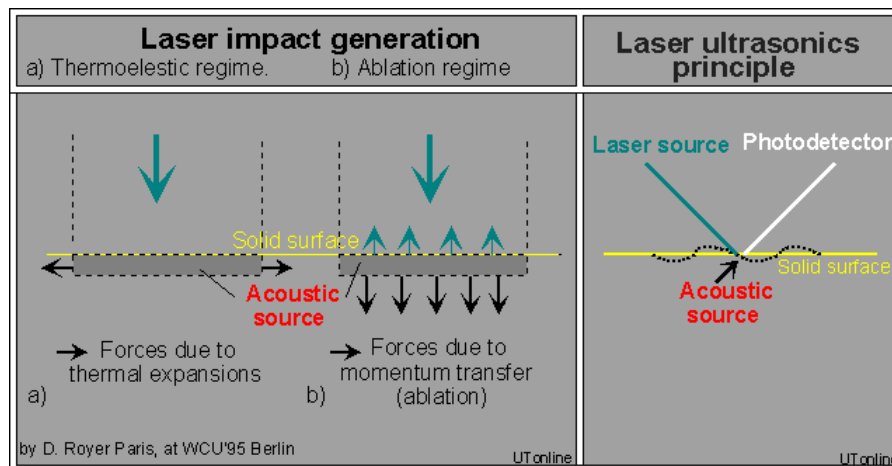 Laser impact generation
a) Thermoelestic regime.
b) Ablation regime
Solid surface
Acoustic
source
Forces due to
thermal expansions
a)
Forces due to
momentum transfer
(ablation)
b)
by D. Royer Paris, at WCU'95 Berlin
UTonline
Laser ultrasonics
principle
Laser source
Photodetector
Solid surface
Acoustic
source
UTonline